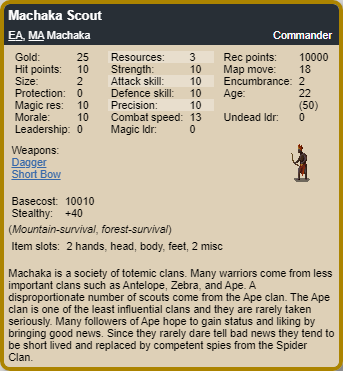 Machaka Scout
EA, MA Machaka Commander
Gold: 25 Resources: 3 Rec points: 10000
Hit points: 10 Strength: 10 Map move: 18
Size: 2 Attack skill: 10 Encumbrance: 2
Protection: 0 Defence skill: 10 Age: 22
Magic res: 10 Precision: 10 (50)
Morale: 10 Combat speed: 13 Undead ldr: 0
Leadership: 0 Magic ldr: 0
Weapons:
Dagger
Short Bow
Basecost: 10010
Stealthy: +40
(Mountain-survival, forest-survival)
Item slots: 2 hands, head, body, feet, 2 misc
Machaka is a society of totemic clans. Many warriors come from less
important clans such as Antelope, Zebra, and Ape. A
disproportionate number of scouts come from the Ape clan. The Ape
clan is one of the least influential clans and they are rarely taken
seriously. Many followers of Ape hope to gain status and liking by
bringing good news. Since they rarely dare tell bad news they tend to
be short lived and replaced by competent spies from the Spider
Clan.